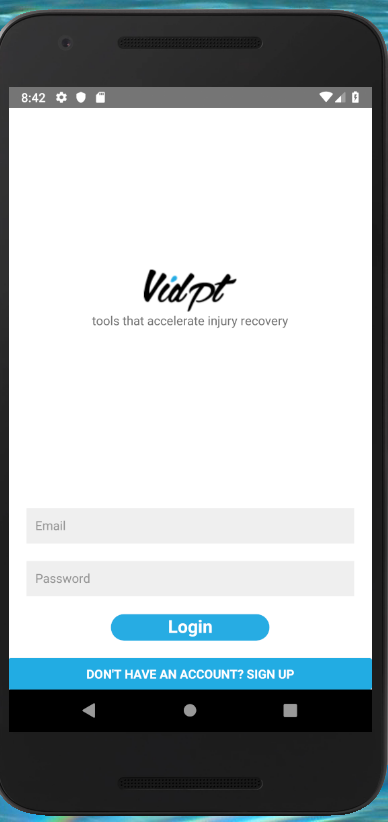 8:42
Vidpt
tools that accelerate injury recovery
Email
Password
Login
DON'T HAVE AN ACCOUNT? SIGN UP